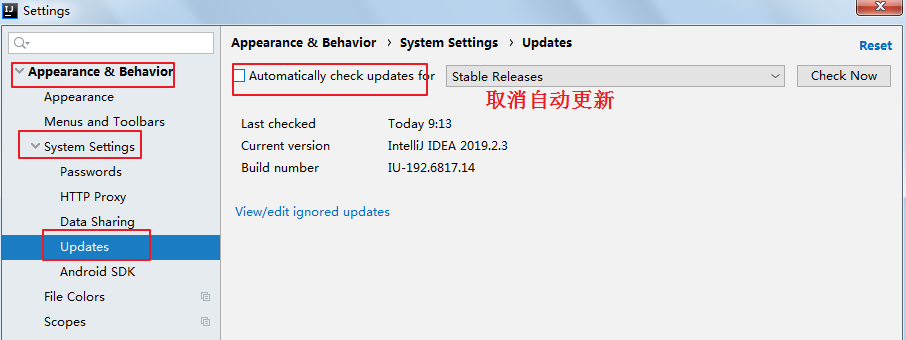 IJ Settings
Appearance & Behavior
Appearance
Menus and Toolbars
System Settings
Passwords
HTTP Proxy
Data Sharing
Updates
Android SDK
File Colors
Scopes
Appearance & Behavior › System Settings › Updates
Reset
Automatically check updates for Stable Releases Check Now
取消自动更新
Last checked Today 9:13
Current version IntelliJ IDEA 2019.2.3
Build number IU-192.6817.14
View/edit ignored updates